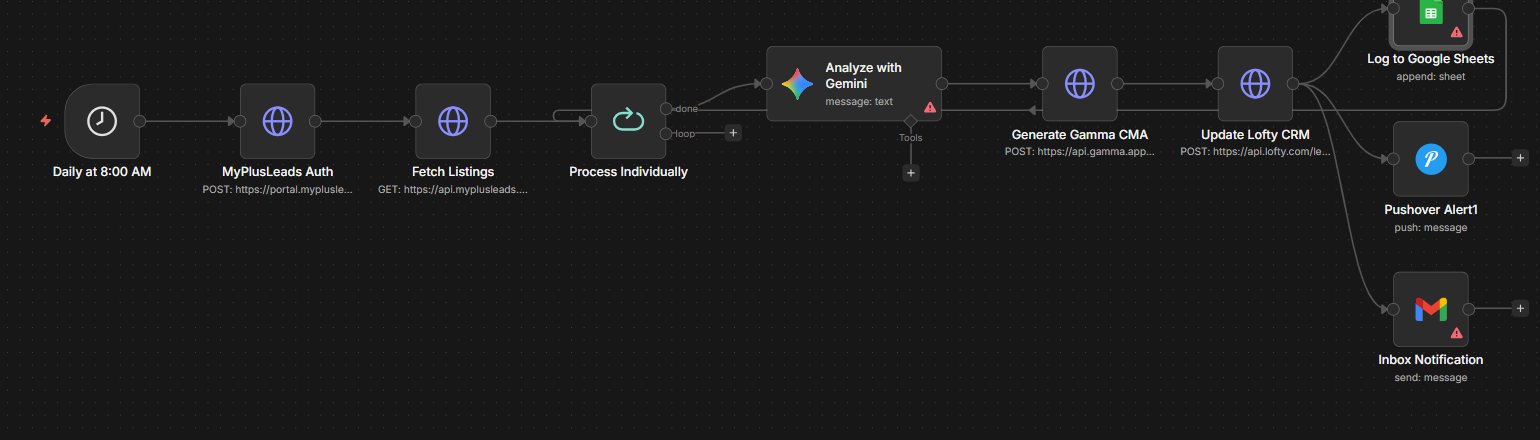 Daily at 8:00 AM
MyPlusLeads Auth
POST: https://portal.myplusle...
Fetch Listings
GET: https://api.myplusleads....
Process Individually
done
loop
Analyze with
Gemini
message: text
Tools
Generate Gamma CMA
POST: https://api.gamma.app...
Update Lofty CRM
POST: https://api.lofty.com/le...
Log to Google Sheets
append: sheet
Pushover Alert1
push: message
Inbox Notification
send: message